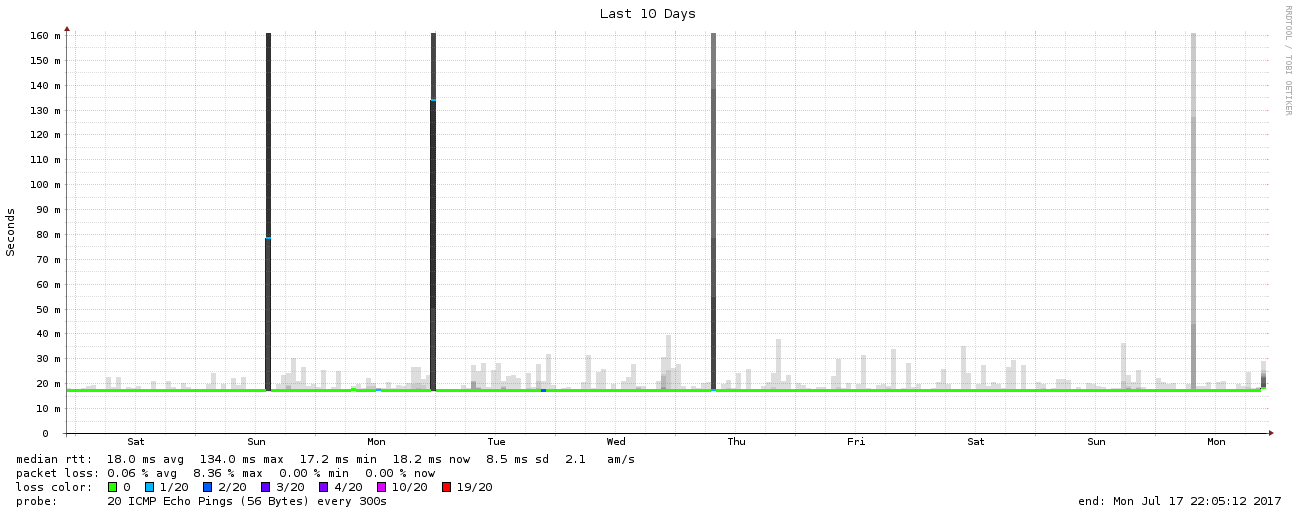 Last 10 Days
RRDTOOL / TOBI OETIKER
Seconds
160 m
150 m
140 m
130 m
120 m
110 m
100 m
90 m
80 m
70 m
60 m
50 m
40 m
30 m
20 m
10 m
0
Sat Sun Mon Tue Wed Thu Fri Sat Sun Mon
median rtt: 18.0 ms avg 134.0 ms max 17.2 ms min 18.2 ms now 8.5 ms sd 2.1 am/s
packet loss: 0.06 % avg 8.36 % max 0.00 % min 0.00 % now
loss color: 0 1/20 2/20 3/20 4/20 10/20 19/20
probe: 20 ICMP Echo Pings (56 Bytes) every 300s end: Mon Jul 17 22:05:12 2017